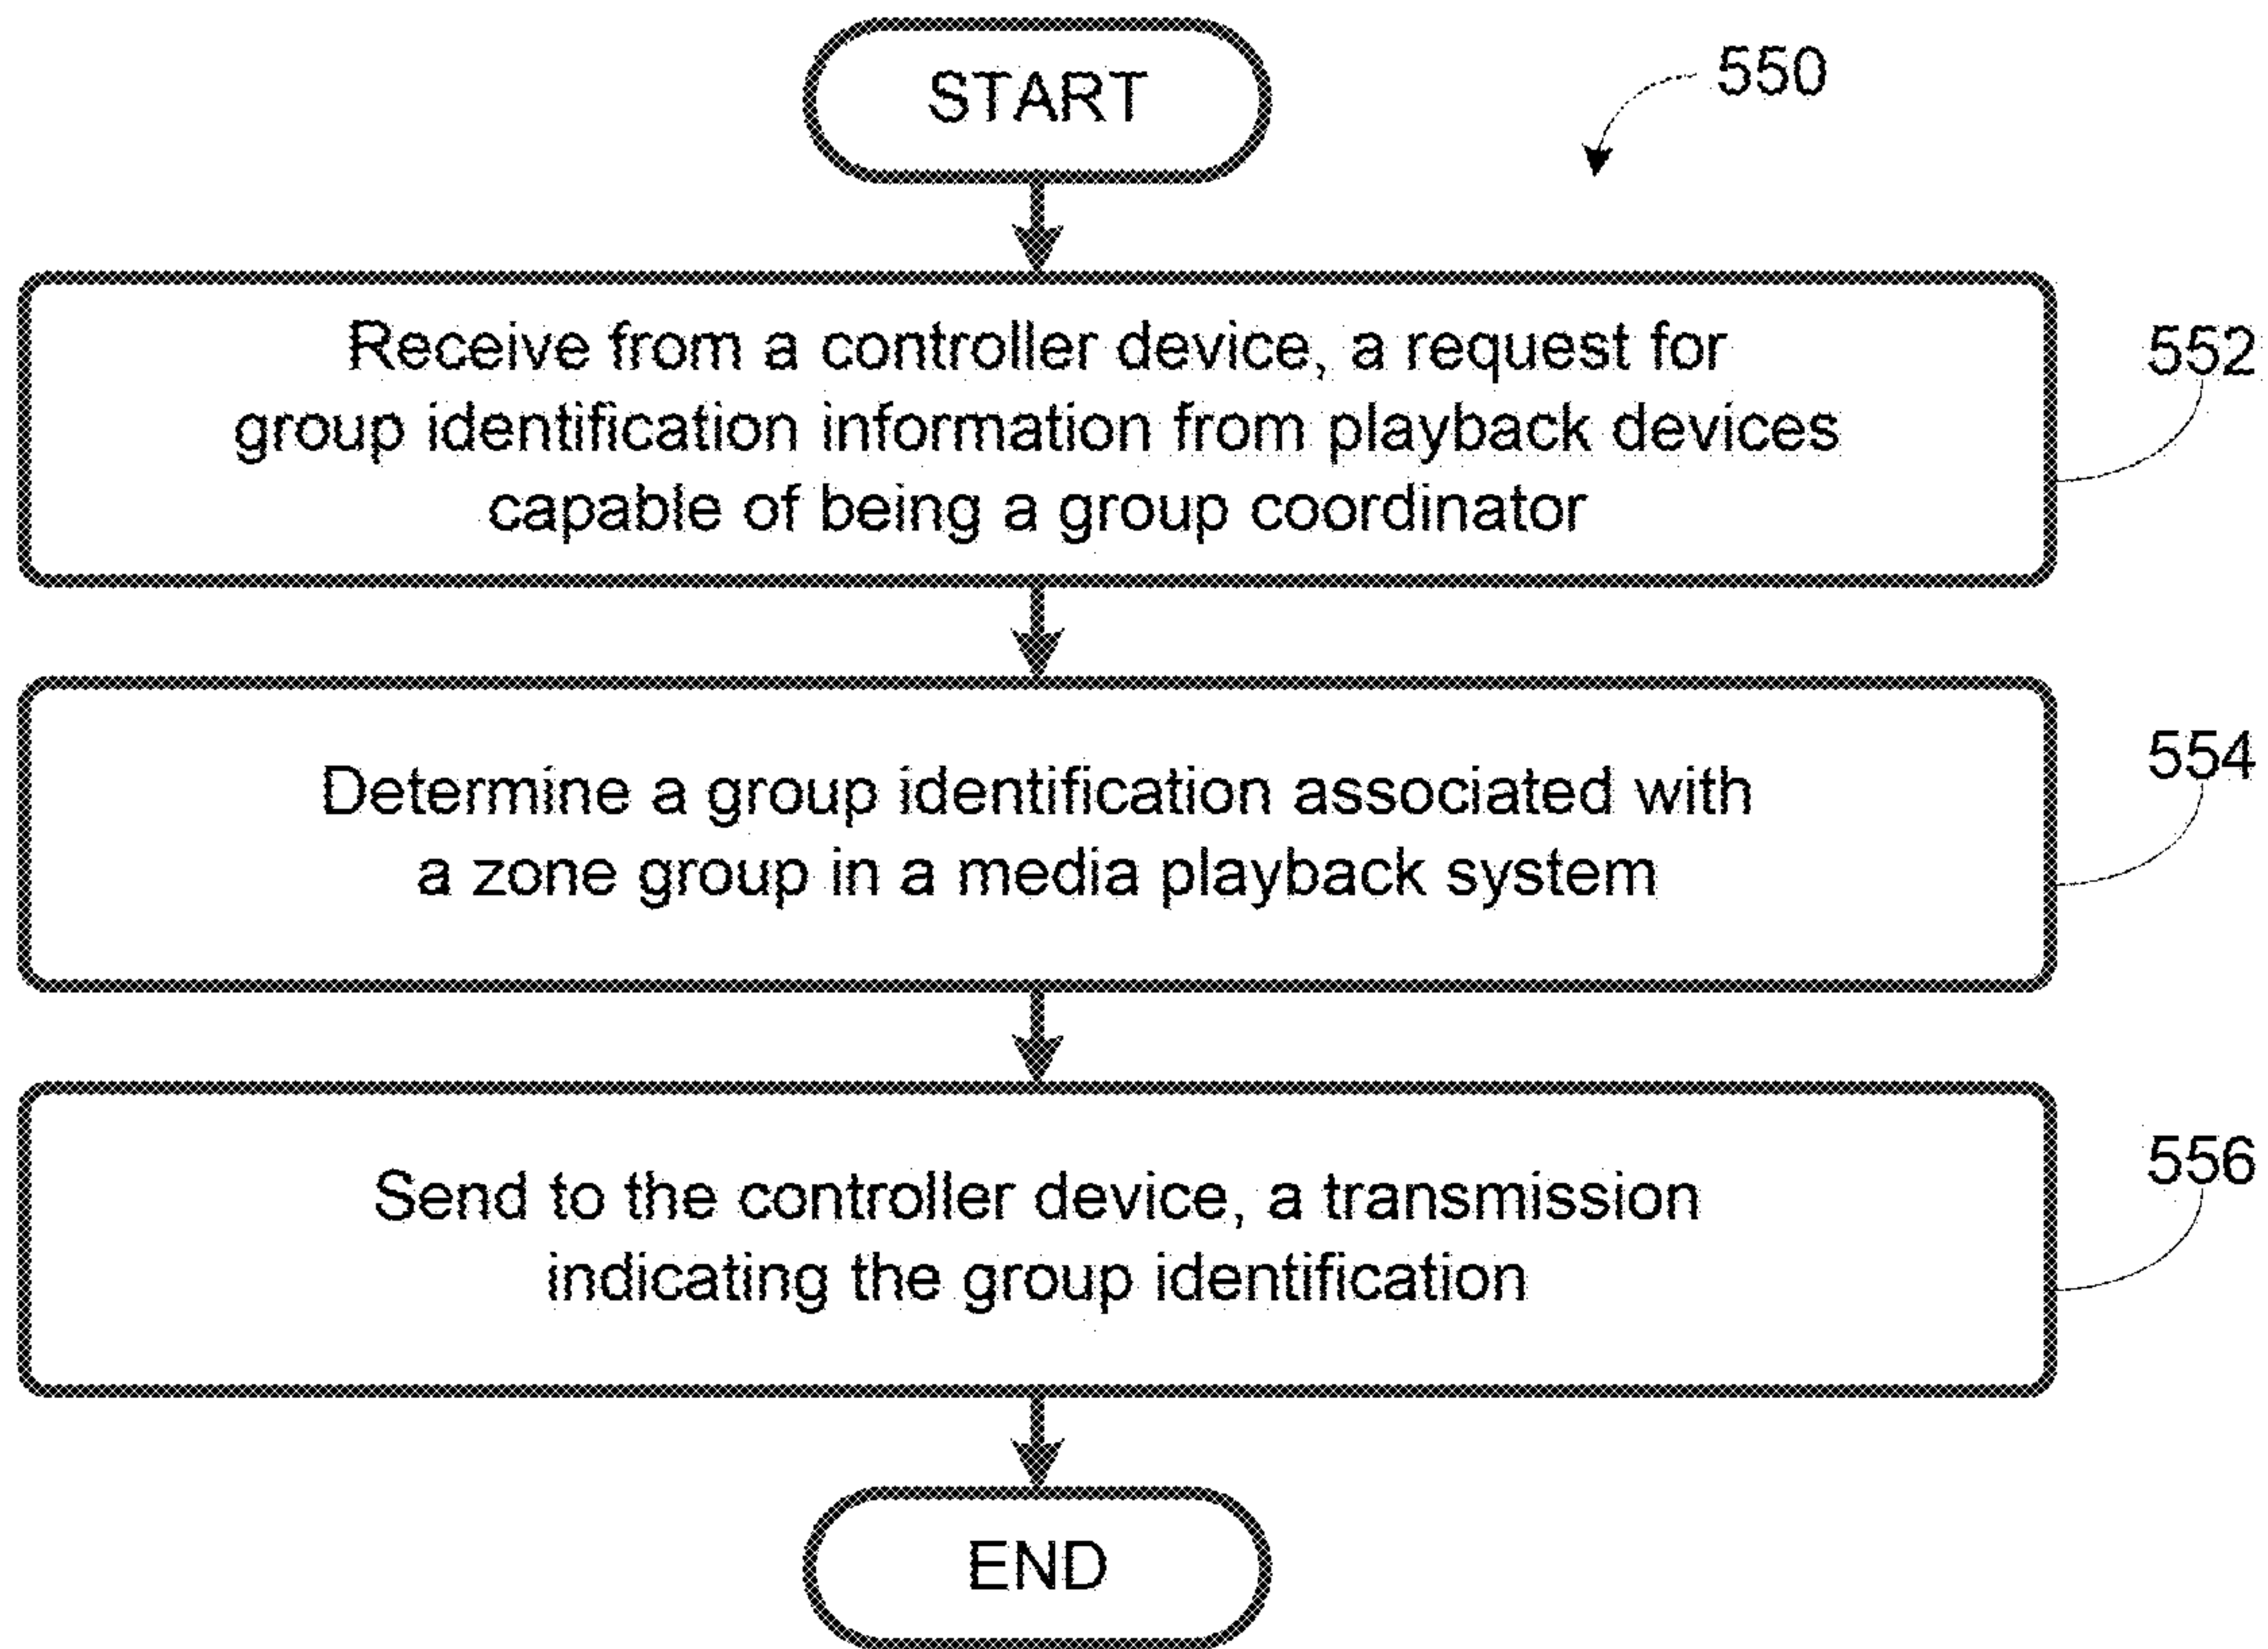 START
550
Receive from a controller device, a request for
group identification information from playback devices
capable of being a group coordinator
552
Determine a group identification associated with
a zone group in a media playback system
554
Send to the controller device, a transmission
indicating the group identification
556
END